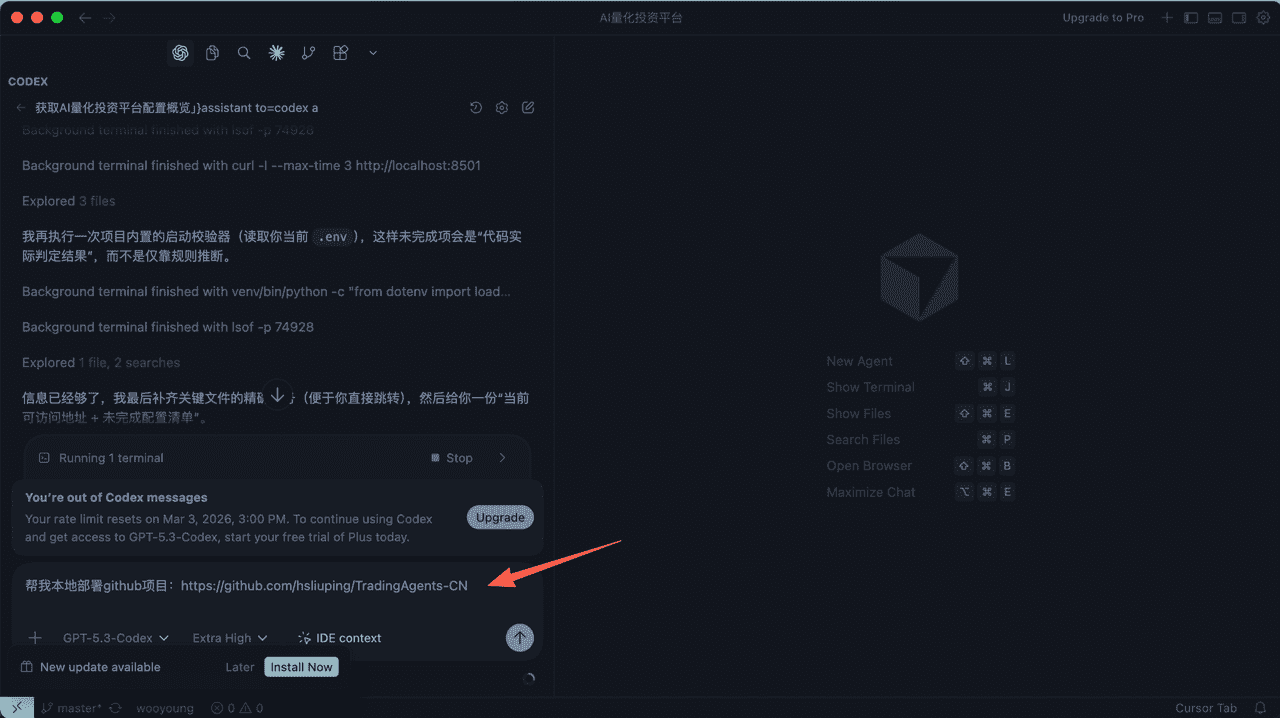 AI量化投资平台
Upgrade to Pro
CODEX
获取AI量化投资平台配置概览」}assistant to=codex a
Background terminal finished with lsof -p 74928
Background terminal finished with curl -I --max-time 3 http://localhost:8501
Explored 3 files
我再执行一次项目内置的启动校验器（读取你当前 .env ），这样未完成项会是“代码实
际判定结果”，而不是仅靠规则推断。
Background terminal finished with venv/bin/python -c "from dotenv import load...
Background terminal finished with lsof -p 74928
Explored 1 file, 2 searches
信息已经够了，我最后补齐关键文件的精（便于你直接跳转），然后给你一份“当前
可访问地址 + 未完成配置清单”。
Running 1 terminal
Stop
You’re out of Codex messages
Your rate limit resets on Mar 3, 2026, 3:00 PM. To continue using Codex
and get access to GPT-5.3-Codex, start your free trial of Plus today.
Upgrade
帮我本地部署github项目：https://github.com/hsliuping/TradingAgents-CN
GPT-5.3-Codex
Extra High
IDE context
New update available
Later
Install Now
New Agent ⇧ ⌘ L
Show Terminal ⌘ J
Show Files ⇧ ⌘ E
Search Files ⌘ P
Open Browser ⇧ ⌘ B
Maximize Chat ⌥ ⌘ E
master*
wooyoung
0
0
Cursor Tab